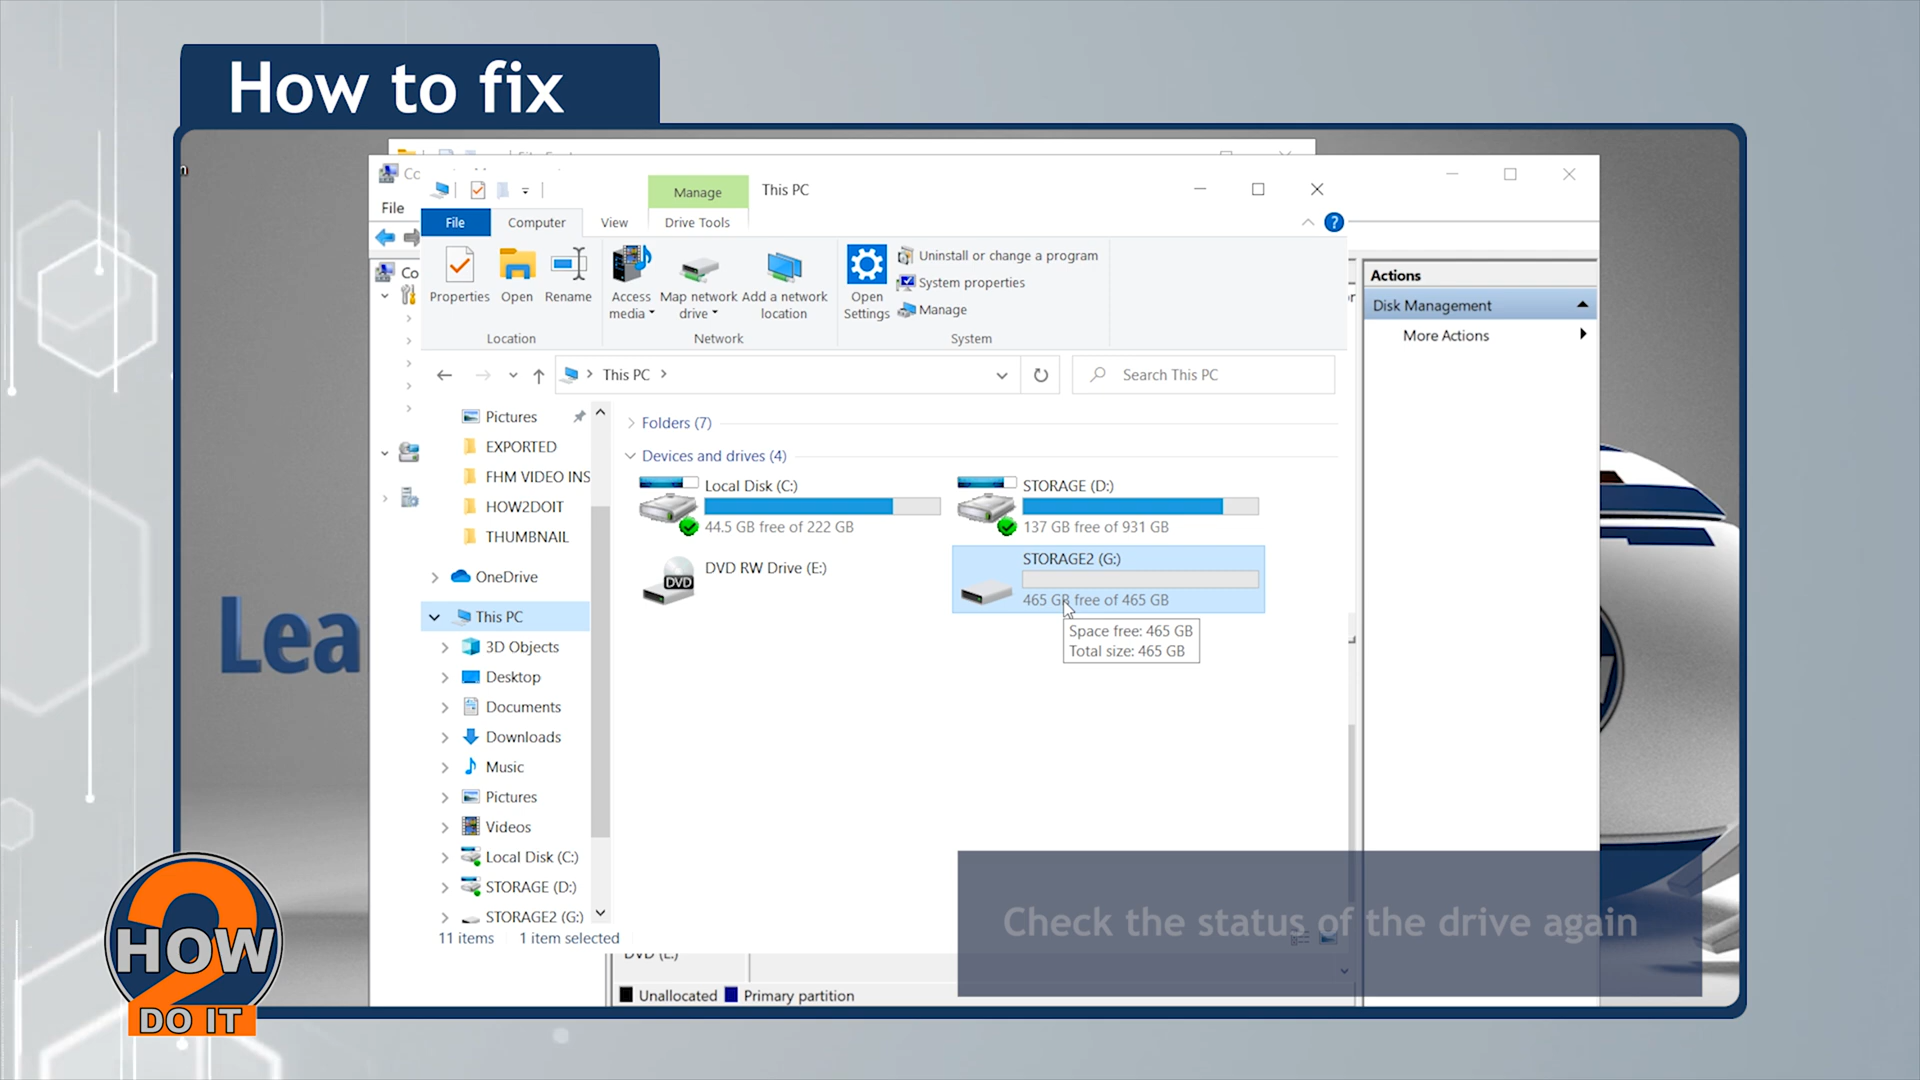 How to fix
Co
Manage
This PC
File
File
Computer
View
Drive Tools
Properties
Open
Rename
Access media
Map network drive
Add a network location
Open Settings
Uninstall or change a program
System properties
Manage
Location
Network
System
Co
This PC
Search This PC
Actions
Disk Management
More Actions
Pictures
EXPORTED
FHM VIDEO INS
HOW2DOIT
THUMBNAIL
OneDrive
This PC
3D Objects
Desktop
Documents
Downloads
Music
Pictures
Videos
Local Disk (C:)
STORAGE (D:)
STORAGE2 (G:)
11 items
1 item selected
Folders (7)
Devices and drives (4)
Local Disk (C:)
44.5 GB free of 222 GB
STORAGE (D:)
137 GB free of 931 GB
DVD RW Drive (E:)
DVD
STORAGE2 (G:)
465 GB free of 465 GB
Space free: 465 GB
Total size: 465 GB
Lea
Check the status of the drive again
DVD (E:)
Unallocated
Primary partition
HOW
2
DO IT